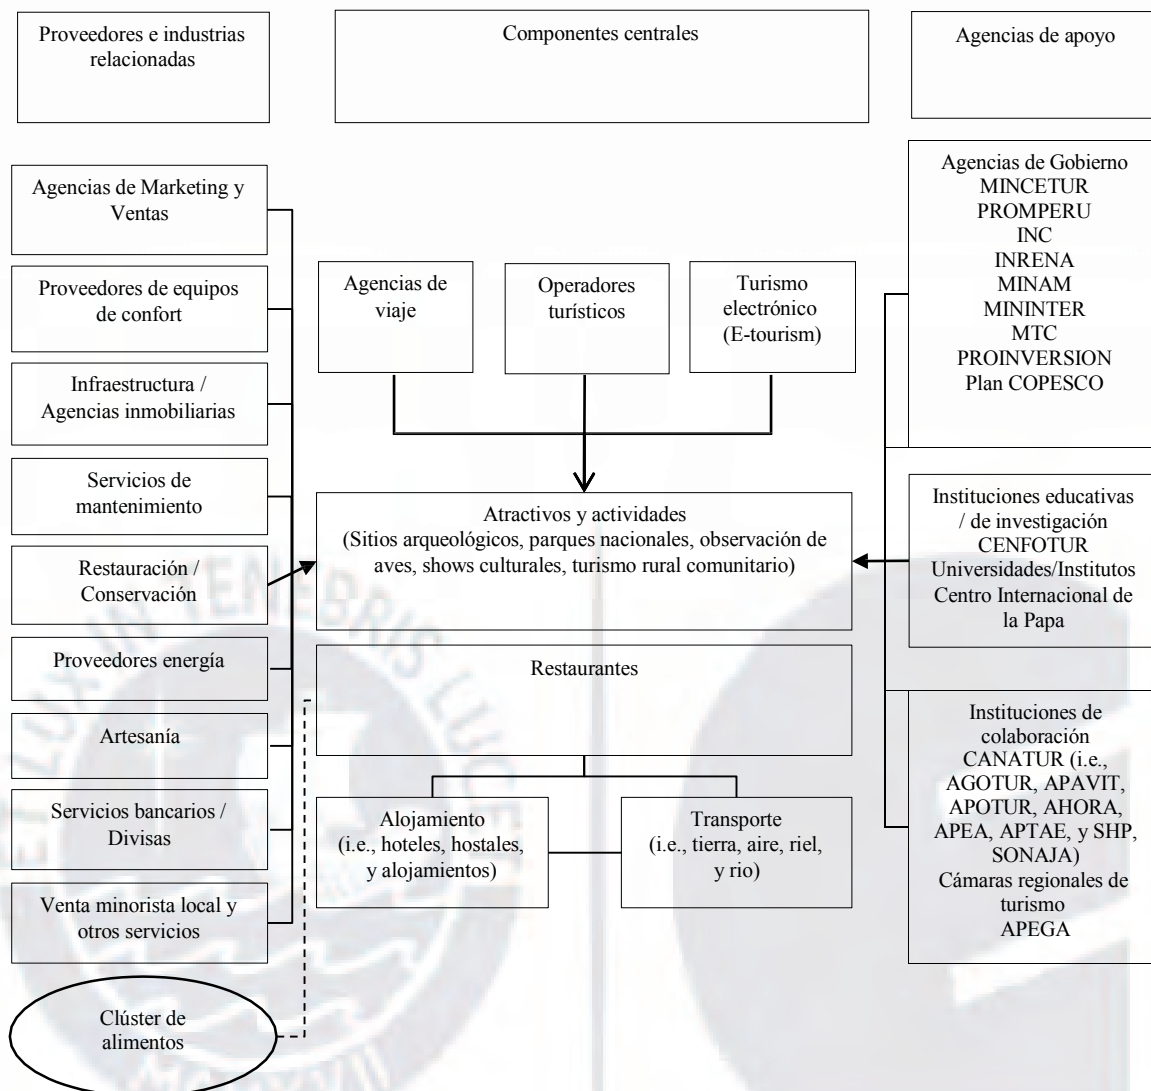 Proveedores e industrias
relacionadas
Componentes centrales
Agencias de apoyo
Agencias de Marketing y
Ventas
Proveedores de equipos
de confort
Infraestructura /
Agencias inmobiliarias
Servicios de
mantenimiento
Restauración /
Conservación
Proveedores energía
Artesanía
Servicios bancarios /
Divisas
Venta minorista local y
otros servicios
Clúster de
alimentos
Agencias de
viaje
Operadores
turísticos
Turismo
electrónico
(E-tourism)
Atractivos y actividades
(Sitios arqueológicos, parques nacionales, observación de
aves, shows culturales, turismo rural comunitario)
Restaurantes
Alojamiento
(i.e., hoteles, hostales,
y alojamientos)
Transporte
(i.e., tierra, aire, riel,
y rio)
Agencias de Gobierno
MINCETUR
PROMPERU
INC
INRENA
MINAM
MININTER
MTC
PROINVERSION
Plan COPESCO
Instituciones educativas
/ de investigación
CENFOTUR
Universidades/Institutos
Centro Internacional de
la Papa
Instituciones de
colaboración
CANATUR (i.e.,
AGOTUR, APAVIT,
APOTUR, AHORA,
APEA, APTAE, y SHP,
SONAJA)
Cámaras regionales de
turismo
APEGA
ET LUX IN TENEBRIS LUCET